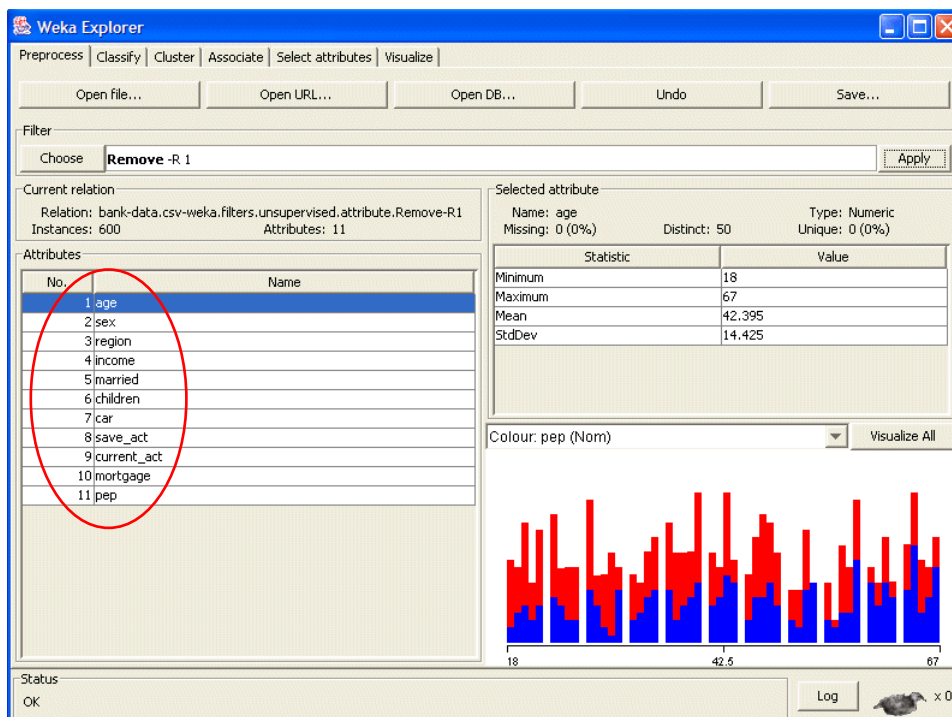 Weka Explorer
Preprocess Classify Cluster Associate Select attributes Visualize
Open file... Open URL... Open DB... Undo Save...
Filter
Choose Remove -R 1 Apply
Current relation
Relation: bank-data.csv-weka.filters.unsupervised.attribute.Remove-R1
Instances: 600 Attributes: 11
Attributes
No. Name
1 age
2 sex
3 region
4 income
5 married
6 children
7 car
8 save_act
9 current_act
10 mortgage
11 pep
Selected attribute
Name: age Type: Numeric
Missing: 0 (0%) Distinct: 50 Unique: 0 (0%)
Statistic Value
Minimum 18
Maximum 67
Mean 42.395
StdDev 14.425
Colour: pep (Nom) Visualize All
18 42.5 67
Status
OK
Log x 0